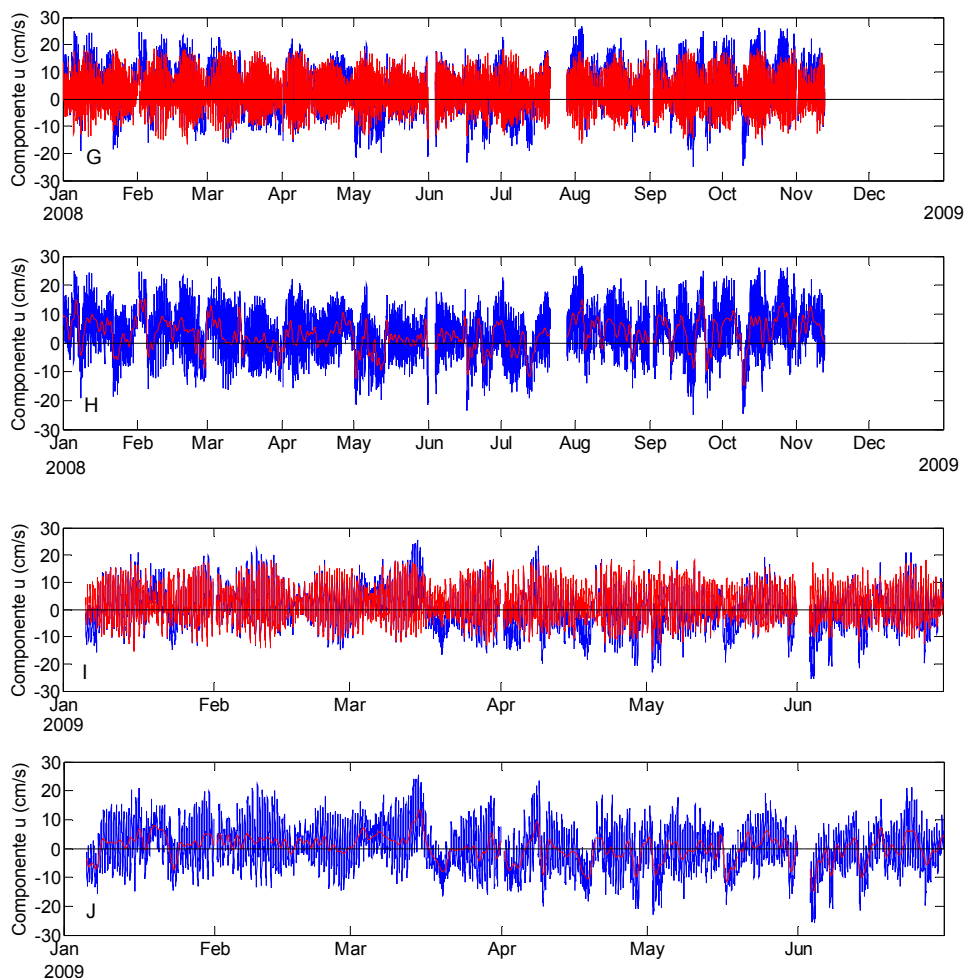 30
20
10
0
-10
-20
-30
Componente u (cm/s)
G
Jan Feb Mar Apr May Jun Jul Aug Sep Oct Nov Dec
2008 2009
30
20
10
0
-10
-20
-30
Componente u (cm/s)
H
Jan Feb Mar Apr May Jun Jul Aug Sep Oct Nov Dec
2008 2009
30
20
10
0
-10
-20
-30
Componente u (cm/s)
I
Jan Feb Mar Apr May Jun
2009
30
20
10
0
-10
-20
-30
Componente u (cm/s)
J
Jan Feb Mar Apr May Jun
2009